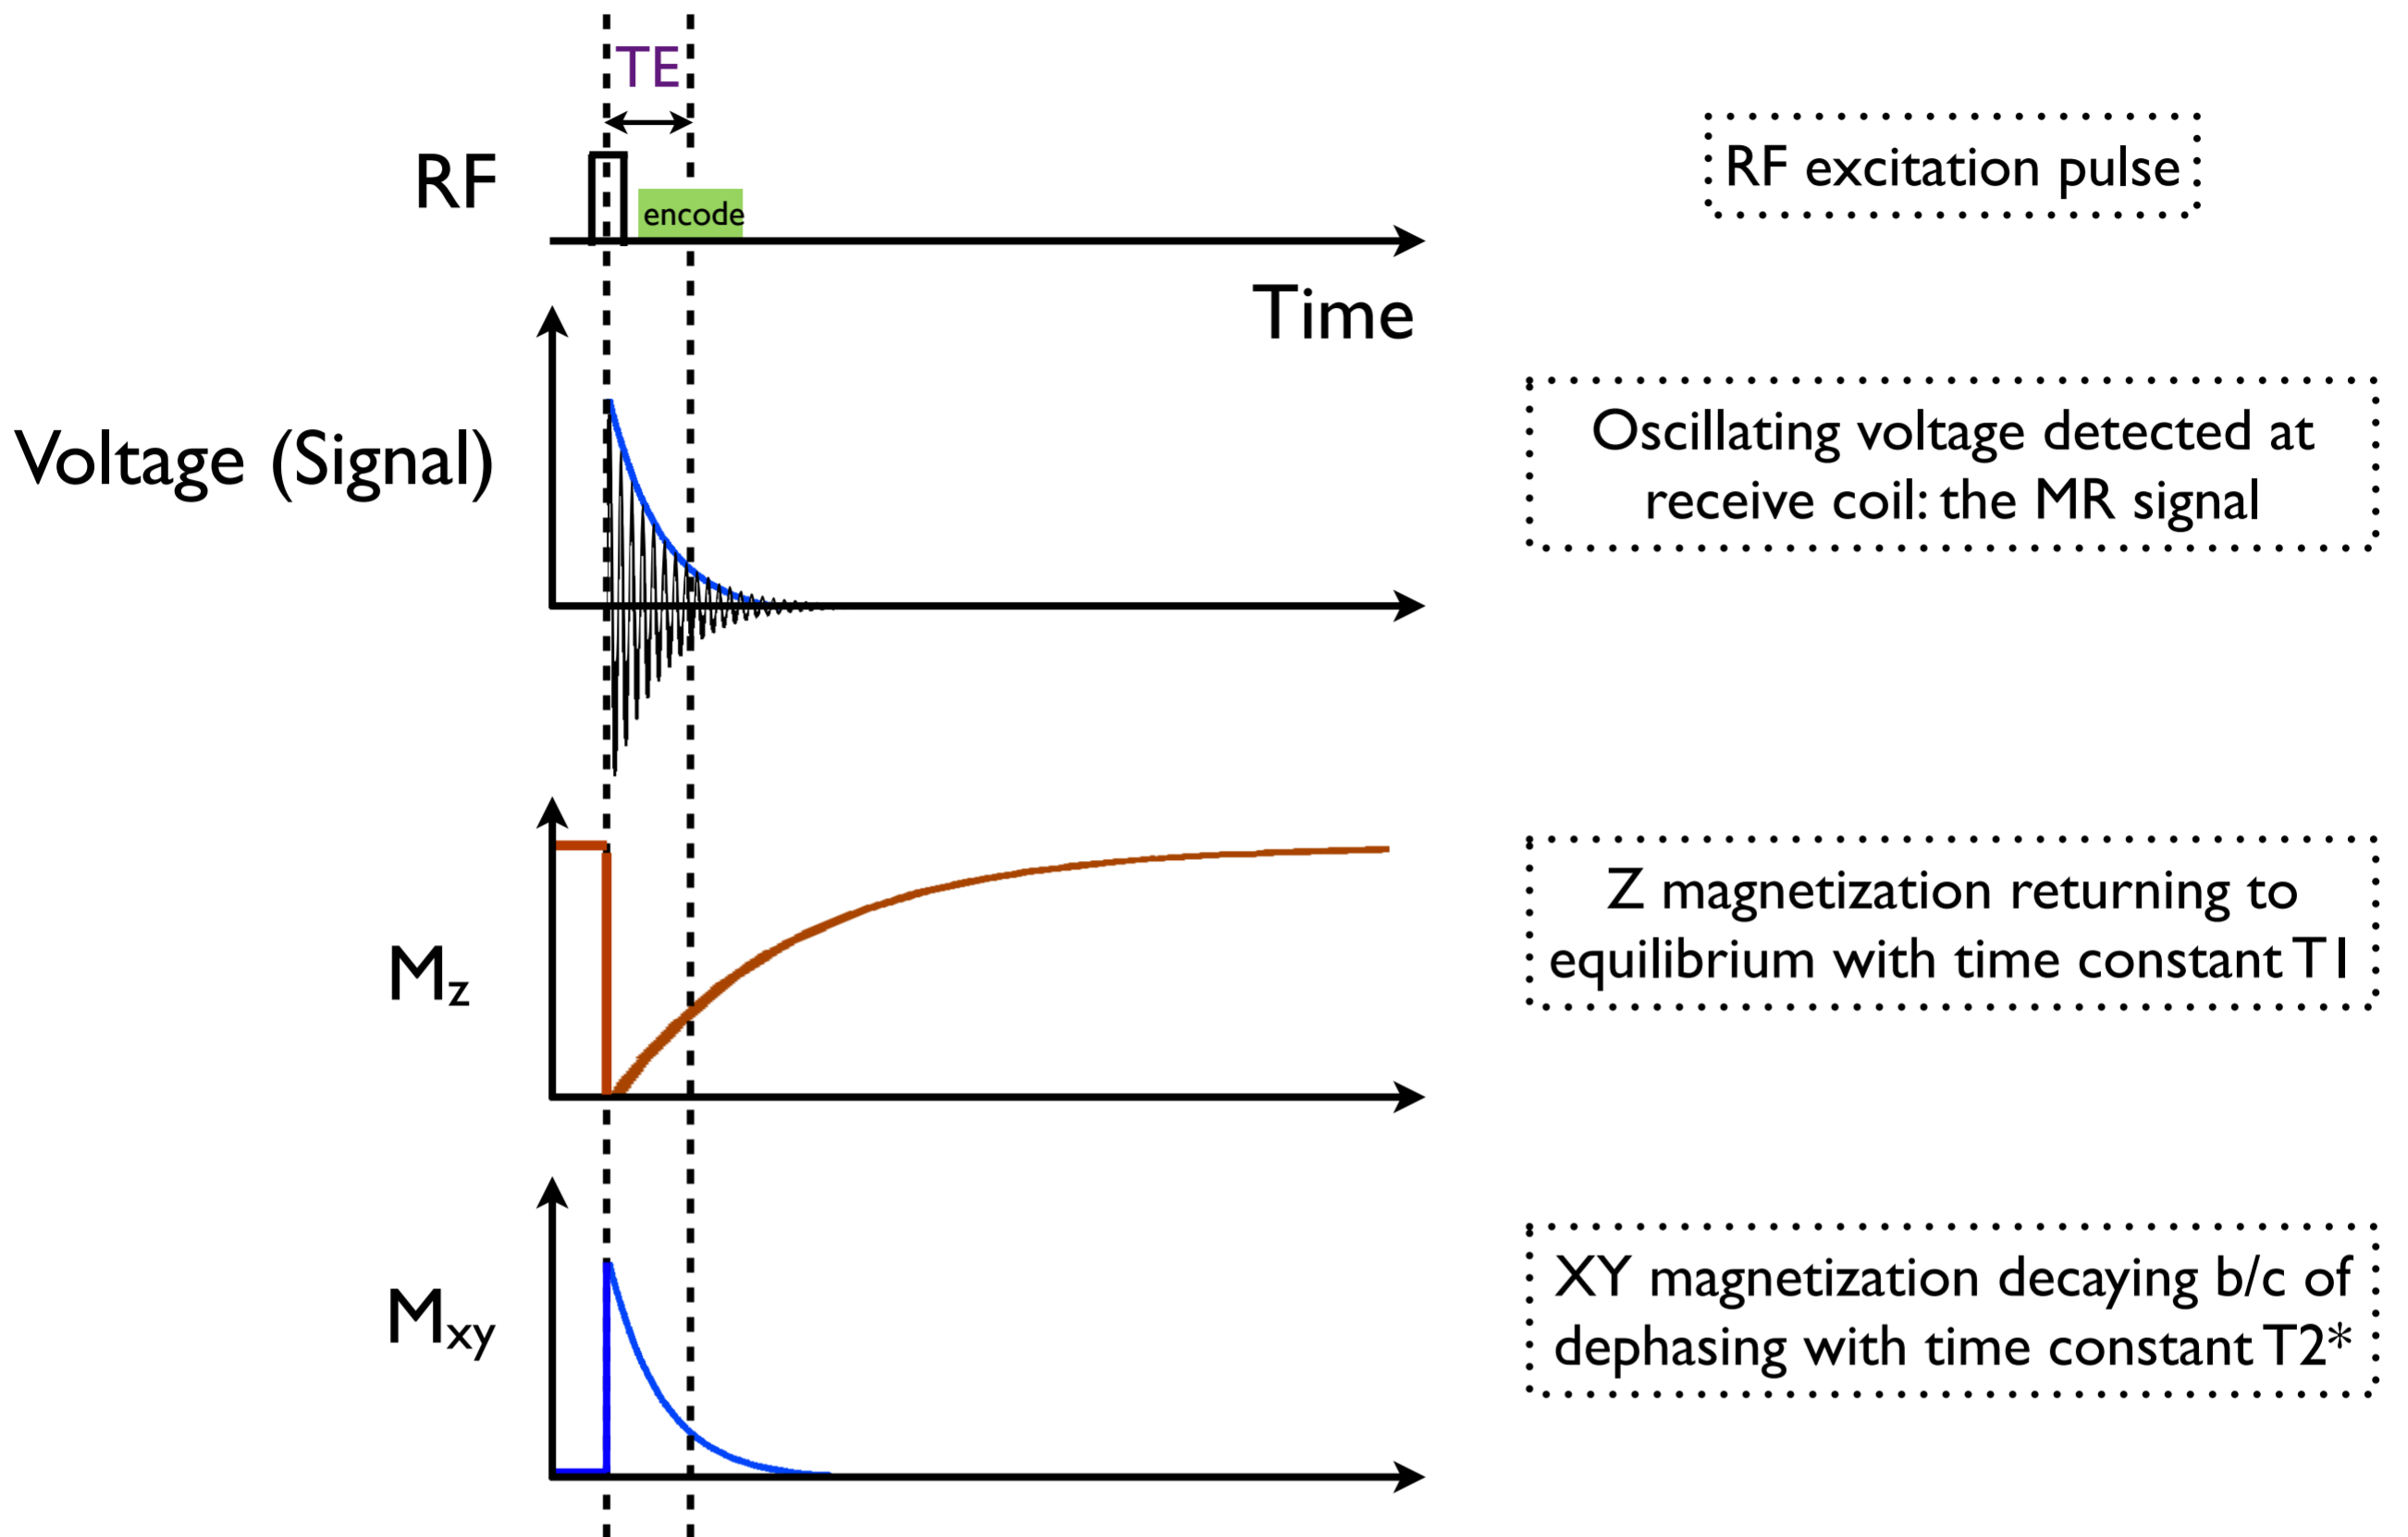 TE
RF
encode
RF excitation pulse
Time
Voltage (Signal)
Oscillating voltage detected at
receive coil: the MR signal
Mz
Z magnetization returning to
equilibrium with time constant T1
Mxy
XY magnetization decaying b/c of
dephasing with time constant T2*